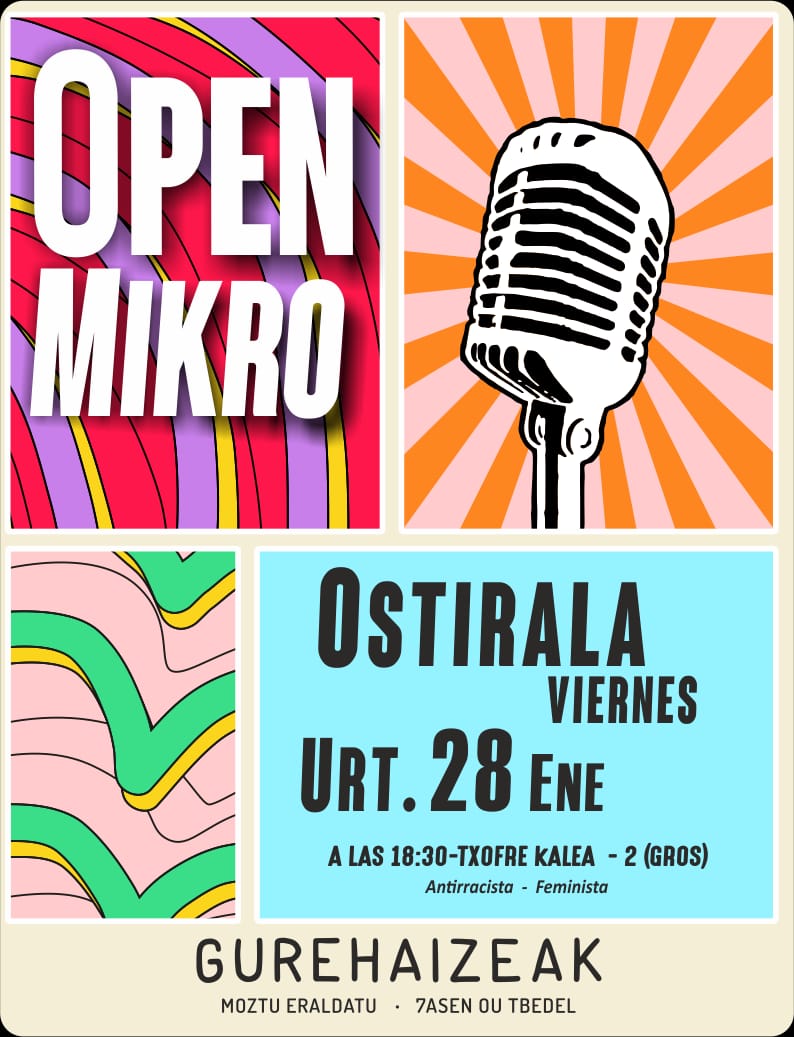 OPEN
MIKRO
OSTIRALA
VIERNES
URT. 28 ENE
A LAS 18:30-TXOFRE KALEA - 2 (GROS)
Antirracista - Feminista
GUREHAIZEAK
MOZTU ERALDATU · 7ASEN OU TBEDEL